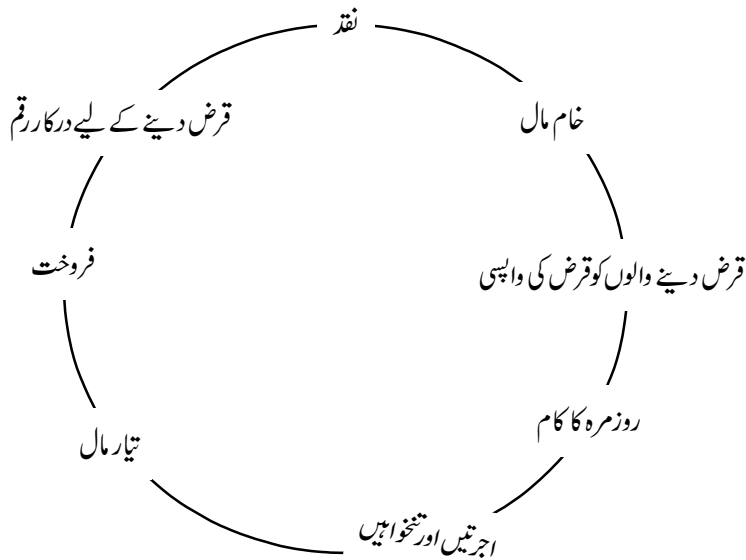 نقد
خام مال
قرض دینے والوں کو قرض کی واپسی
روزمرہ کا کام
اجرتیں اور تنخواہیں
تیار مال
فروخت
قرض دینے کے لیے درکار رقم